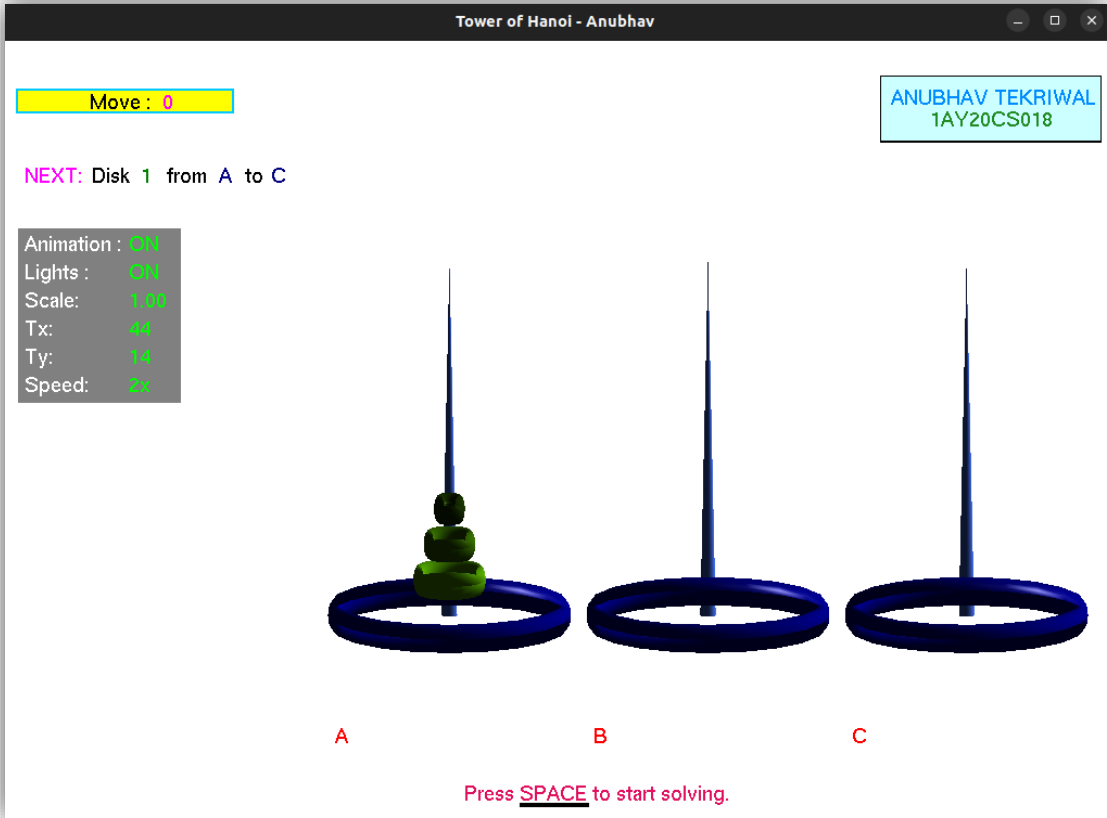 Tower of Hanoi - Anubhav
Move : 0
ANUBHAV TEKRIWAL
1AY20CS018
NEXT: Disk 1 from A to C
Animation : ON
Lights : ON
Scale: 1.00
Tx: 44
Ty: 14
Speed: 2x
A B C
Press SPACE to start solving.